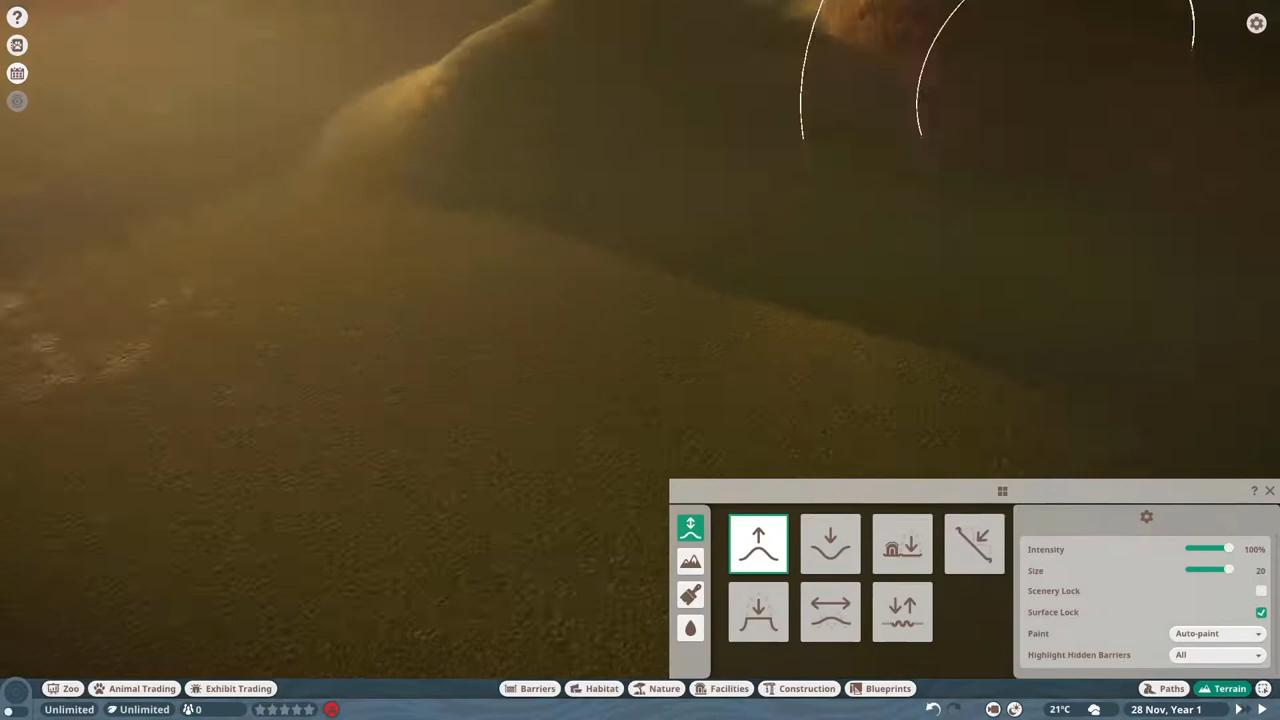 ?
?
Intensity 100%
Size 20
Scenery Lock
Surface Lock
Paint Auto-paint
Highlight Hidden Barriers All
Zoo Animal Trading Exhibit Trading Barriers Habitat Nature Facilities Construction Blueprints Paths Terrain
Unlimited Unlimited 0 21°C 28 Nov, Year 1